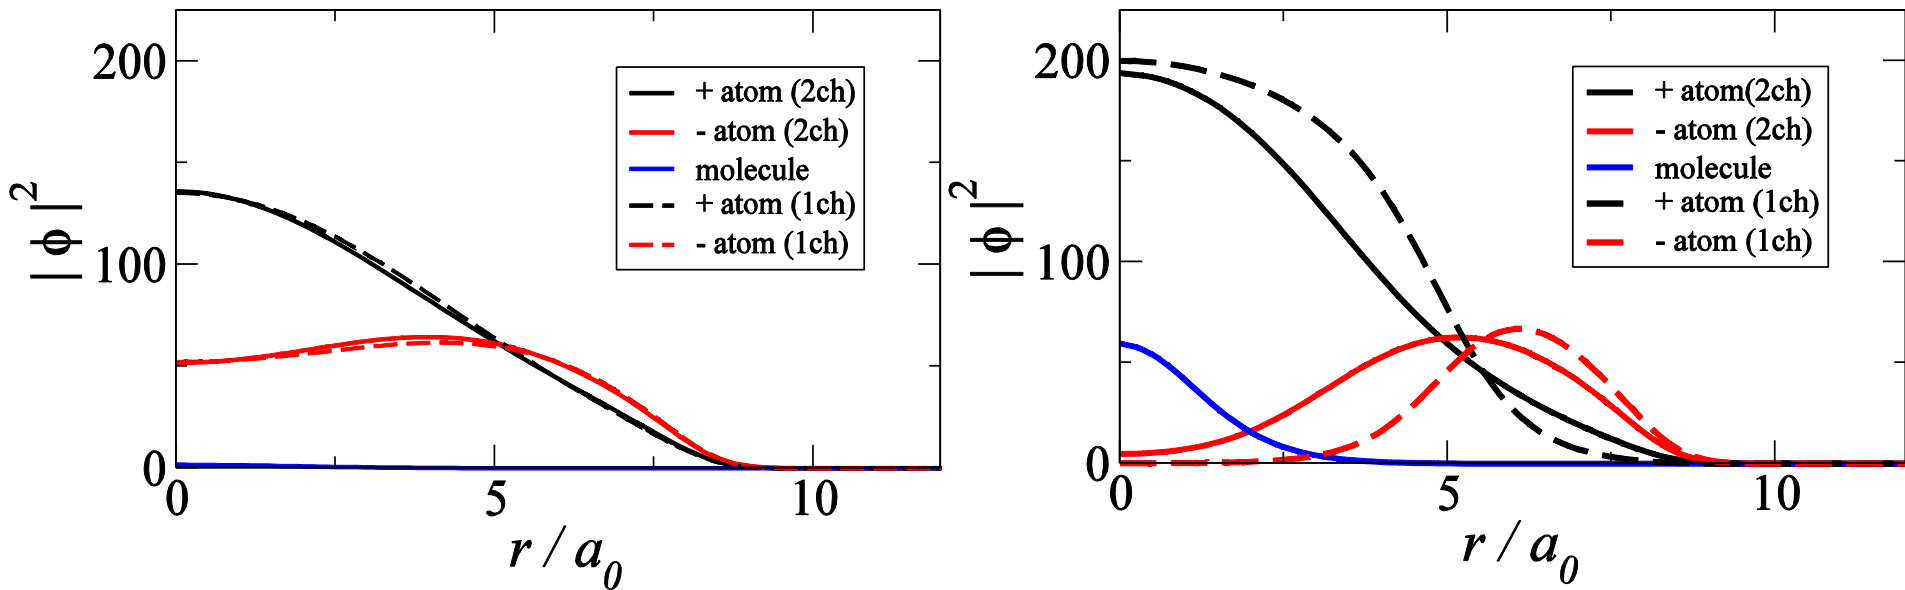 200
100
0
|ϕ|²
+ atom (2ch)
- atom (2ch)
molecule
+ atom (1ch)
- atom (1ch)
0 5 10
r / a₀
200
100
0
|ϕ|²
+ atom(2ch)
- atom (2ch)
molecule
+ atom (1ch)
- atom (1ch)
0 5 10
r / a₀